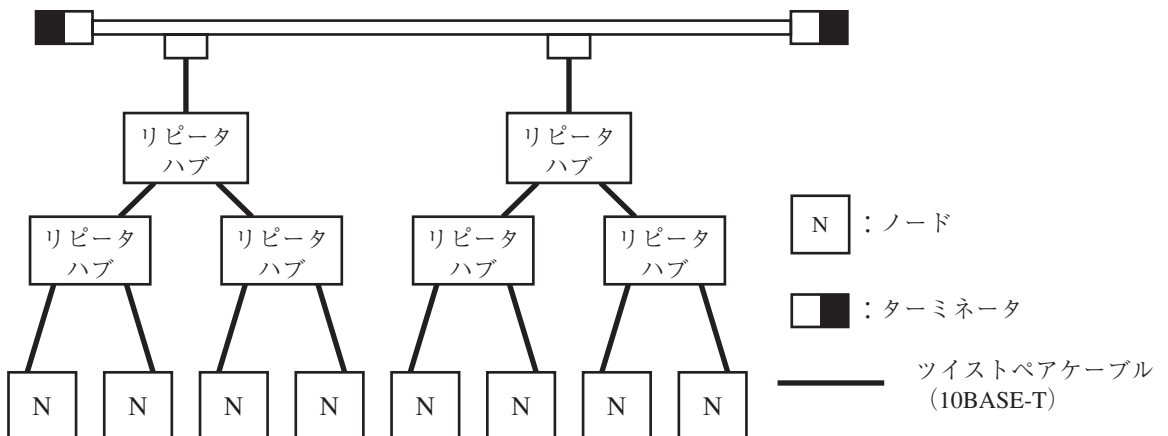 リピータ
ハブ
リピータ
ハブ
リピータ
ハブ
リピータ
ハブ
リピータ
ハブ
リピータ
ハブ
N
N
N
N
N
N
N
N
N:ノード
:ターミネータ
ツイストペアケーブル
(10BASE-T)